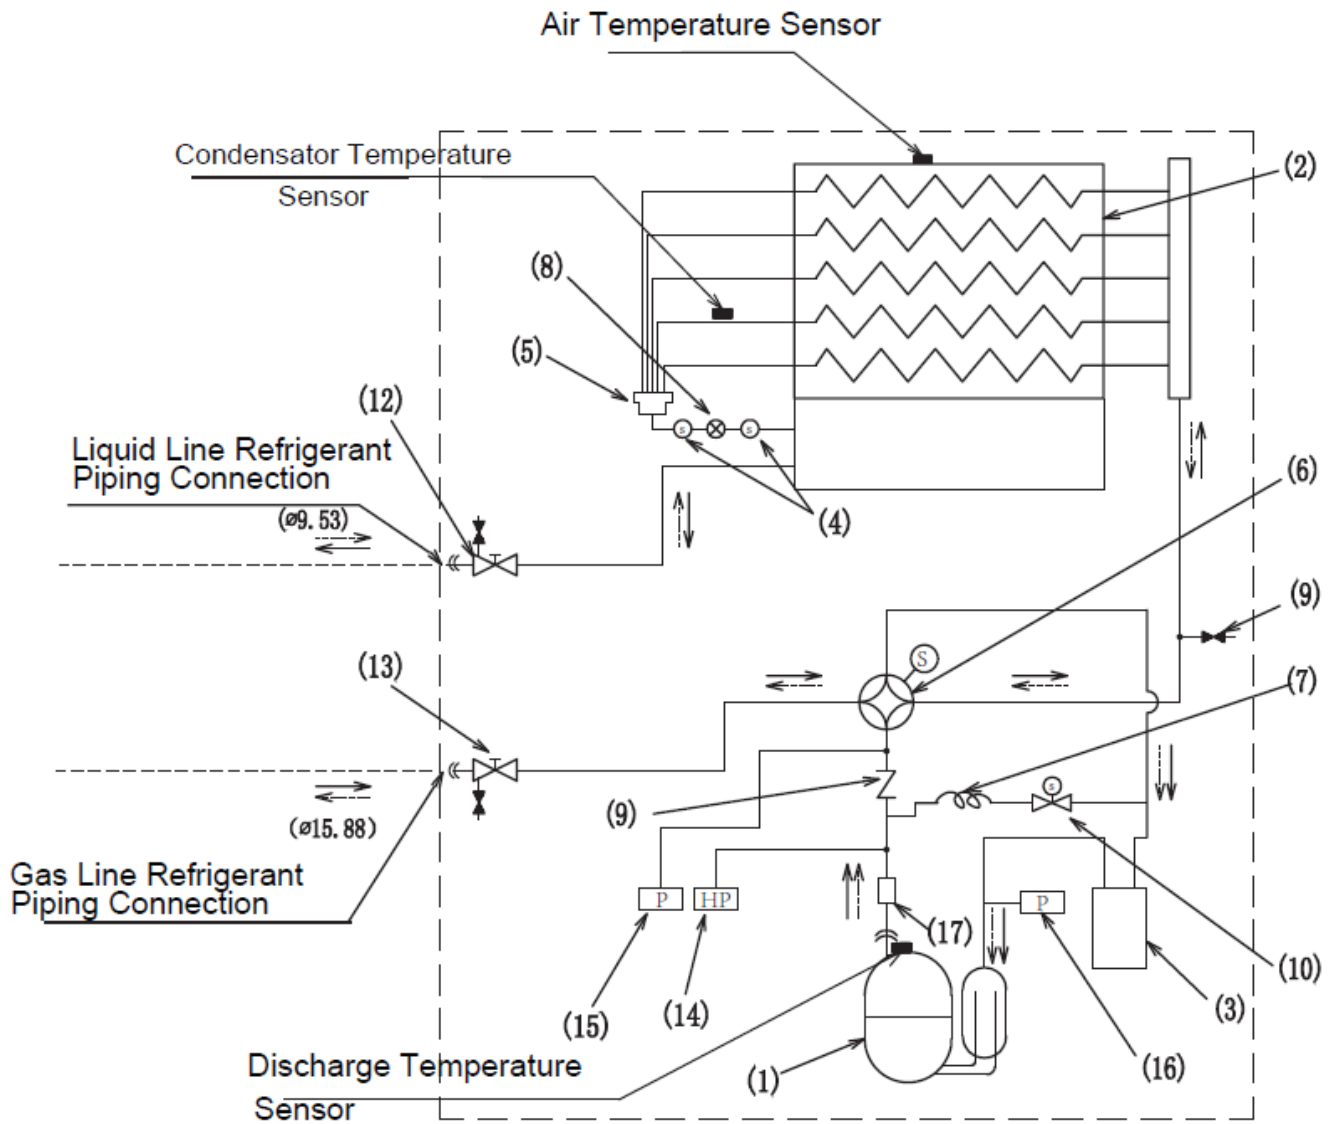 Air Temperature Sensor
Condensator Temperature
Sensor
(2)
(8)
(5)
(12)
Liquid Line Refrigerant
Piping Connection
(ø9.53)
s
s
(4)
(6)
(9)
S
(13)
(7)
(ø15.88)
(9)
s
Gas Line Refrigerant
Piping Connection
P
HP
(17)
P
(15)
(14)
(10)
(3)
(16)
Discharge Temperature
Sensor
(1)